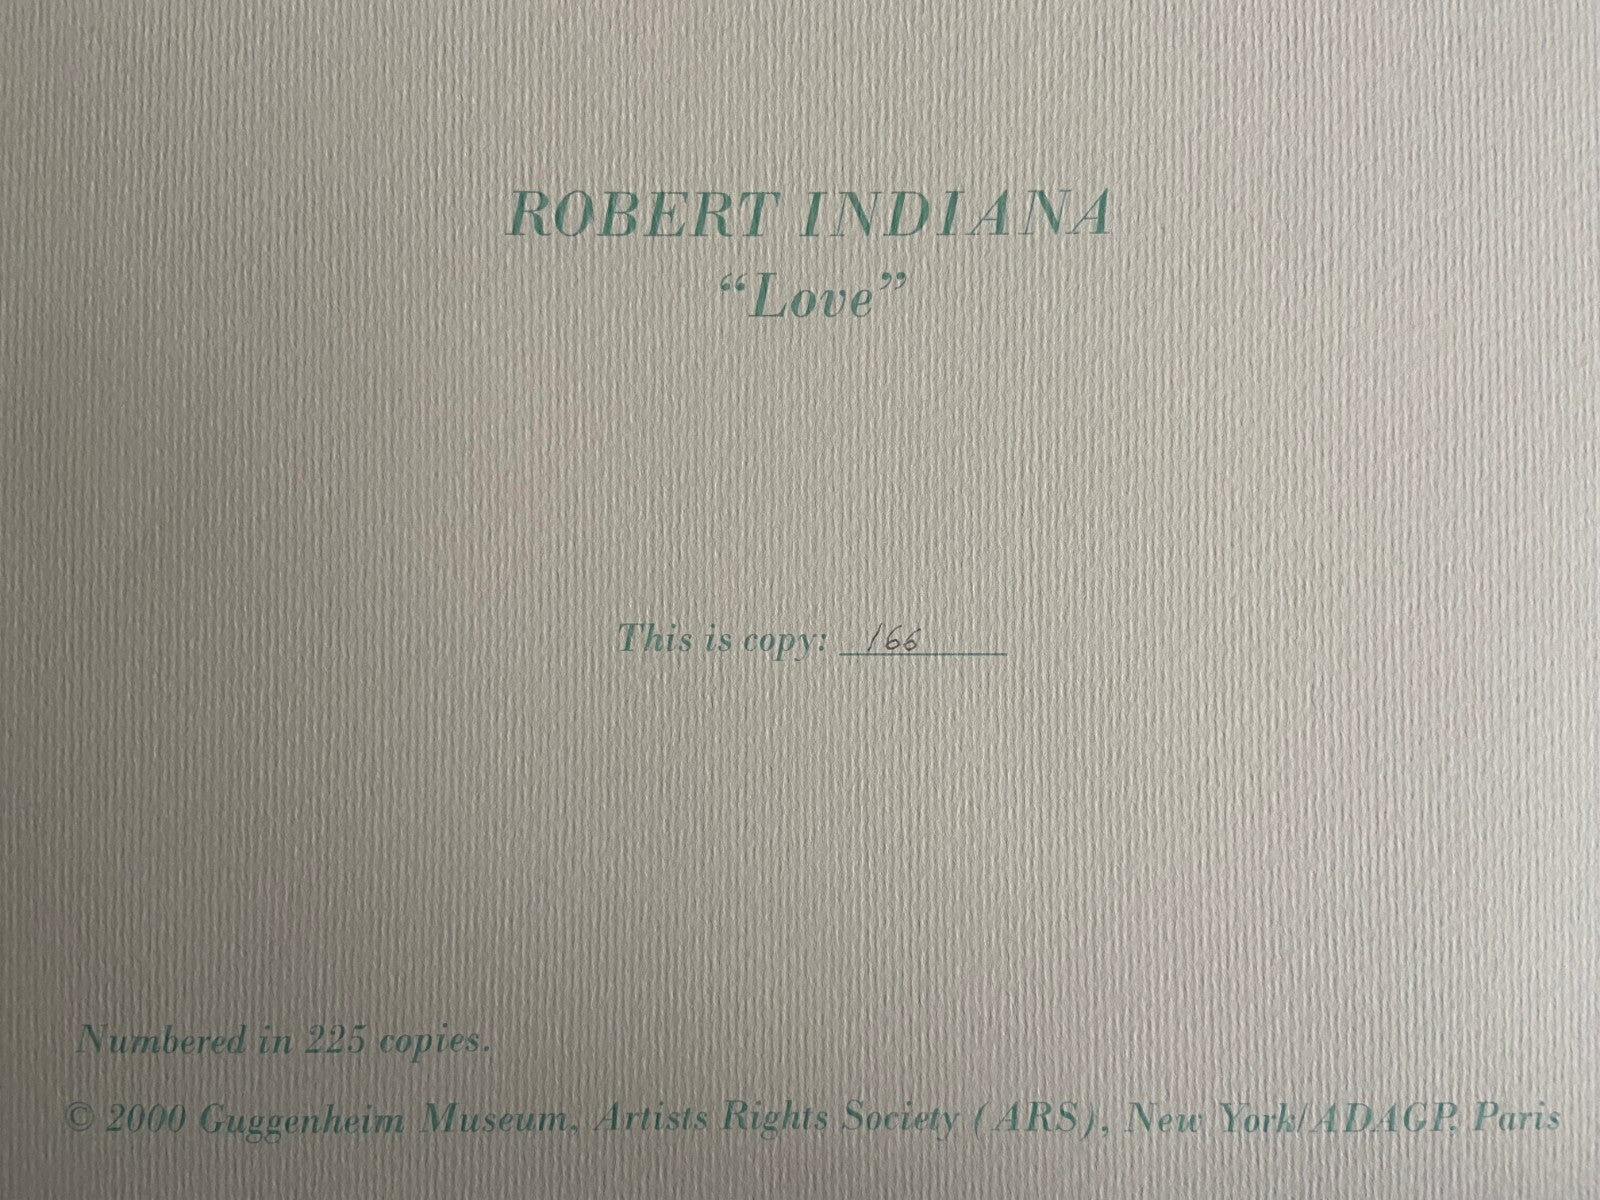 ROBERT INDIANA
“Love”
This is copy: 166
Numbered in 225 copies.
© 2000 Guggenheim Museum, Artists Rights Society (ARS), New York/ADAGP, Paris